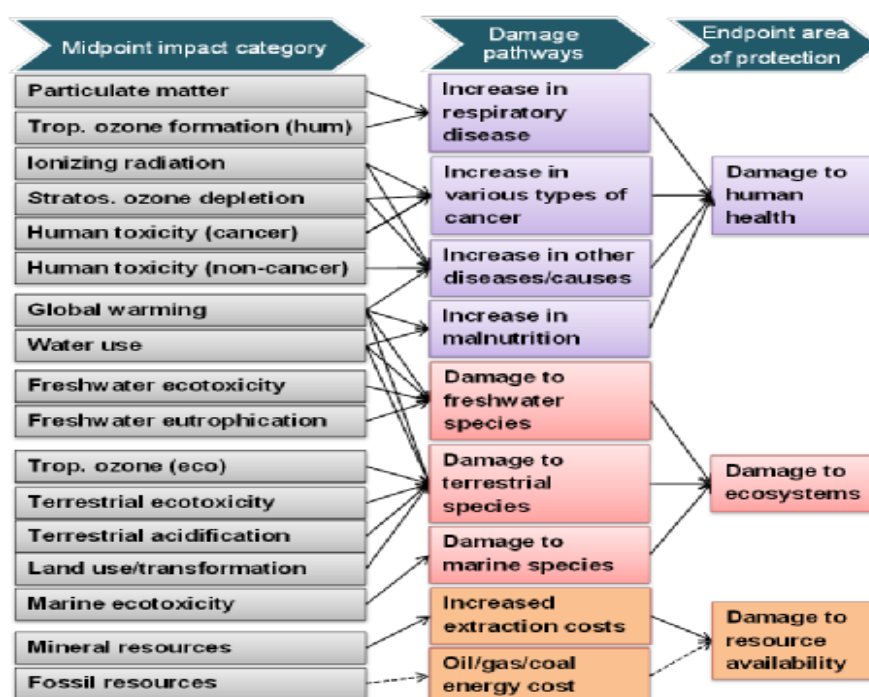 Midpoint impact category
Damage
pathways
Endpoint area
of protection
Particulate matter
Trop. ozone formation (hum)
Ionizing radiation
Stratos. ozone depletion
Human toxicity (cancer)
Human toxicity (non-cancer)
Global warming
Water use
Freshwater ecotoxicity
Freshwater eutrophication
Trop. ozone (eco)
Terrestrial ecotoxicity
Terrestrial acidification
Land use/transformation
Marine ecotoxicity
Mineral resources
Fossil resources
Increase in
respiratory
disease
Increase in
various types of
cancer
Increase in other
diseases/causes
Increase in
malnutrition
Damage to
freshwater
species
Damage to
terrestrial
species
Damage to
marine species
Increased
extraction costs
Oil/gas/coal
energy cost
Damage to
human
health
Damage to
ecosystems
Damage to
resource
availability